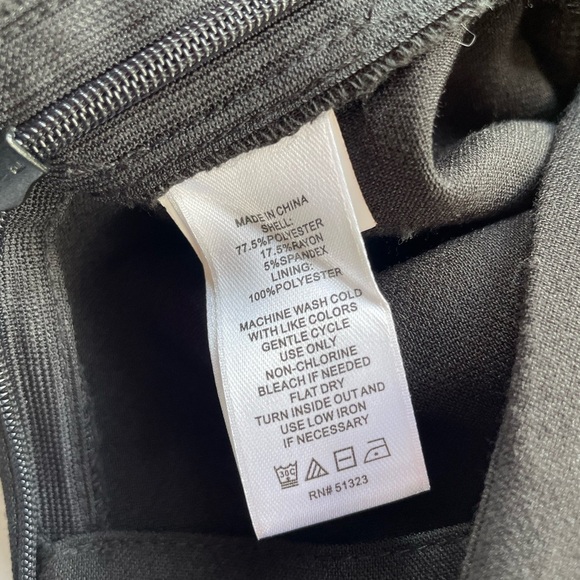 MADE IN CHINA
SHELL:
77.5%POLYESTER
17.5%RAYON
5%SPANDEX
LINING:
100%POLYESTER
MACHINE WASH COLD
WITH LIKE COLORS
GENTLE CYCLE
USE ONLY
NON-CHLORINE
BLEACH IF NEEDED
FLAT DRY
TURN INSIDE OUT AND
USE LOW IRON
IF NECESSARY
30C
RN# 51323